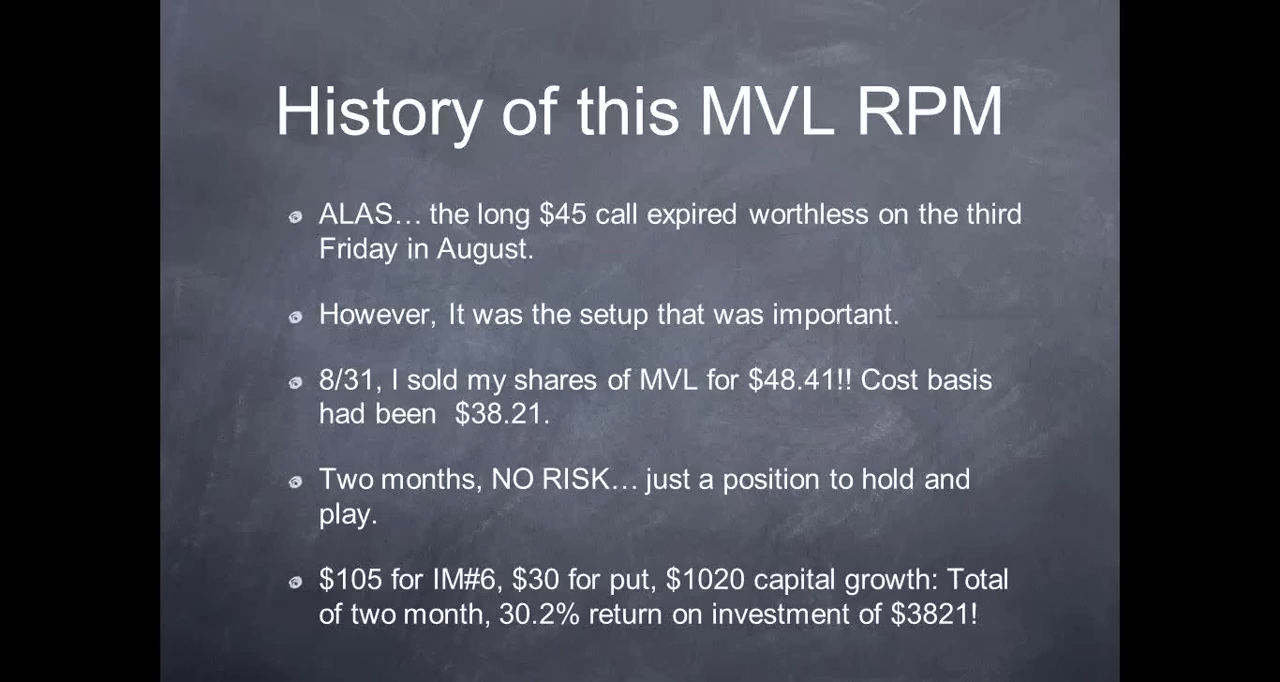 History of this MVL RPM
ALAS... the long $45 call expired worthless on the third
Friday in August.
However, It was the setup that was important.
8/31, I sold my shares of MVL for $48.41!! Cost basis
had been $38.21.
Two months, NO RISK... just a position to hold and
play.
$105 for IM#6, $30 for put, $1020 capital growth: Total
of two month, 30.2% return on investment of $3821!